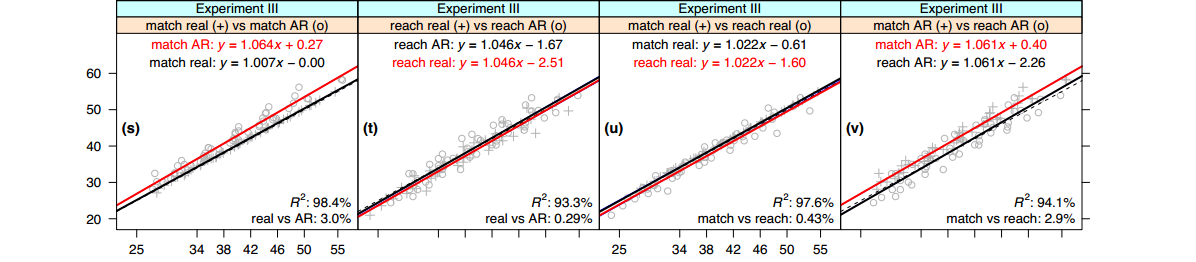 Experiment III
match real (+) vs match AR (o)
match AR: y = 1.064x + 0.27
match real: y = 1.007x − 0.00
(s)
R²: 98.4%
real vs AR: 3.0%
Experiment III
reach real (+) vs reach AR (o)
reach AR: y = 1.046x − 1.67
reach real: y = 1.046x − 2.51
(t)
R²: 93.3%
real vs AR: 0.29%
Experiment III
match real (+) vs reach real (o)
match real: y = 1.022x − 0.61
reach real: y = 1.022x − 1.60
(u)
R²: 97.6%
match vs reach: 0.43%
Experiment III
match AR (+) vs reach AR (o)
match AR: y = 1.061x + 0.40
reach AR: y = 1.061x − 2.26
(v)
R²: 94.1%
match vs reach: 2.9%
60
50
40
30
20
25 34 38 42 46 50 55
25 34 38 42 46 50 55